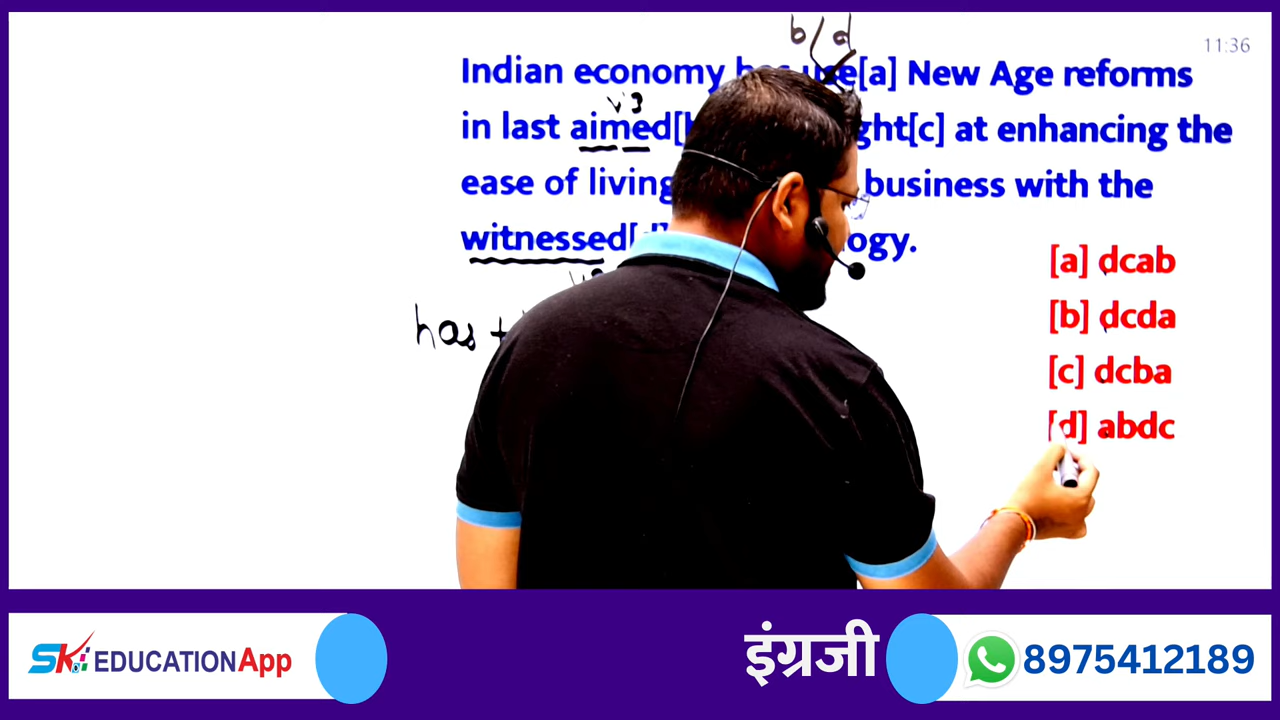 b/d
11:36
Indian economy has use[a] New Age reforms
in last aimed[ ght[c] at enhancing the
v3
ease of living business with the
witnessed[d] ogy.
has +
[a] dcab
[b] dcda
[c] dcba
[d] abdc
SK EDUCATIONApp
इंग्रजी
8975412189